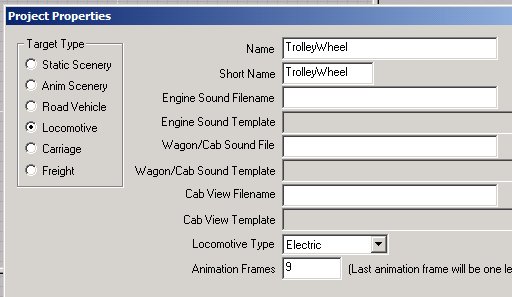 Project Properties
Target Type
Static Scenery
Anim Scenery
Road Vehicle
Locomotive
Carriage
Freight
Name TrolleyWheel
Short Name TrolleyWheel
Engine Sound Filename
Engine Sound Template
Wagon/Cab Sound File
Wagon/Cab Sound Template
Cab View Filename
Cab View Template
Locomotive Type Electric
Animation Frames 9 (Last animation frame will be one le